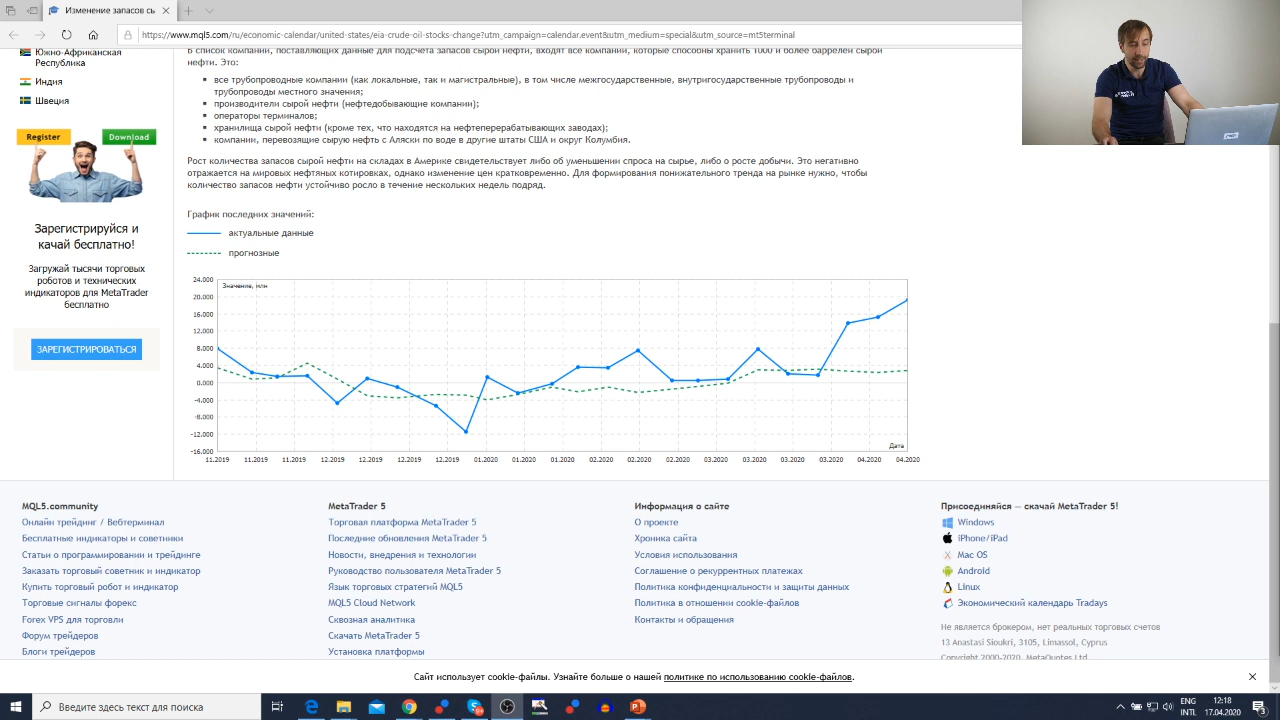 Измене
https://www.mql5.com/ru/economic-calendar/united-states/eia-crude-oil-stocks-change?utm_campaign=calendar.event&utm_medium=special&utm_source=mt5terminal
Южно-Африканская
Республика
Индия
Швеция
Register
Download
Зарегистрируйся и
качай бесплатно!
Загружай тысячи торговых
роботов и технических
индикаторов для MetaTrader
бесплатно
ЗАРЕГИСТРИРОВАТЬСЯ
В список компаний, поставляющих данные для подсчета запасов нефти, входят все компании, которые способны хранить 1000 и более баррелей сырой
нефти. Это:
все трубопроводные компании (как локальные, так и магистральные), в том числе межгосударственные, внутригосударственные трубопроводы и
трубопроводы местного значения;
производители сырой нефти (нефтедобывающие компании);
операторы терминалов;
хранилища сырой нефти (кроме тех, что находятся на нефтеперерабатывающих заводах);
компании, перевозящие сырую нефть с Аляски по воде в другие штаты США и округ Колумбия.
Рост количества запасов сырой нефти на складах в Америке свидетельствует либо об уменьшении спроса на сырье, либо о росте добычи. Это негативно
отражается на мировых нефтяных котировках, однако изменение цен кратковременно. Для формирования понижательного тренда на рынке нужно, чтобы
количество запасов нефти устойчиво росло в течение нескольких недель подряд.
График последних значений:
актуальные данные
прогнозные
Значение, млн
24.000
20.000
16.000
12.000
8.000
4.000
0.000
-4.000
-8.000
-12.000
-16.000
Дата
11.2019 11.2019 11.2019 12.2019 12.2019 12.2019 12.2019 01.2020 01.2020 01.2020 02.2020 02.2020 02.2020 03.2020 03.2020 03.2020 03.2020 04.2020 04.2020
MQL5.community
Онлайн трейдинг / Вебтерминал
Бесплатные индикаторы и советники
Статьи о программировании и трейдинге
Заказать торговый советник и индикатор
Купить торговый робот и индикатор
Торговые сигналы форекс
Forex VPS для торговли
Форум трейдеров
Блоги трейдеров
MetaTrader 5
Торговая платформа MetaTrader 5
Последние обновления MetaTrader 5
Новости, внедрения и технологии
Руководство пользователя MetaTrader 5
Язык торговых стратегий MQL5
MQL5 Cloud Network
Сквозная аналитика
Скачать MetaTrader 5
Установка платформы
Информация о сайте
О проекте
Хроника сайта
Условия использования
Соглашение о рекуррентных платежах
Политика конфиденциальности и защиты данных
Политика в отношении cookie-файлов
Контакты и обращения
Присоединяйся — скачай MetaTrader 5!
Windows
iPhone/iPad
Mac OS
Android
Linux
Экономический календарь Tradays
Не является брокером, нет реальных торговых счетов
13 Anastasi Sioukri, 3105, Limassol, Cyprus
Copyright 2000-2020, MetaQuotes Ltd
Сайт использует cookie-файлы. Узнайте больше о нашей политике по использованию cookie-файлов.
Введите здесь текст для поиска
ENG
INTL
12:18
17.04.2020